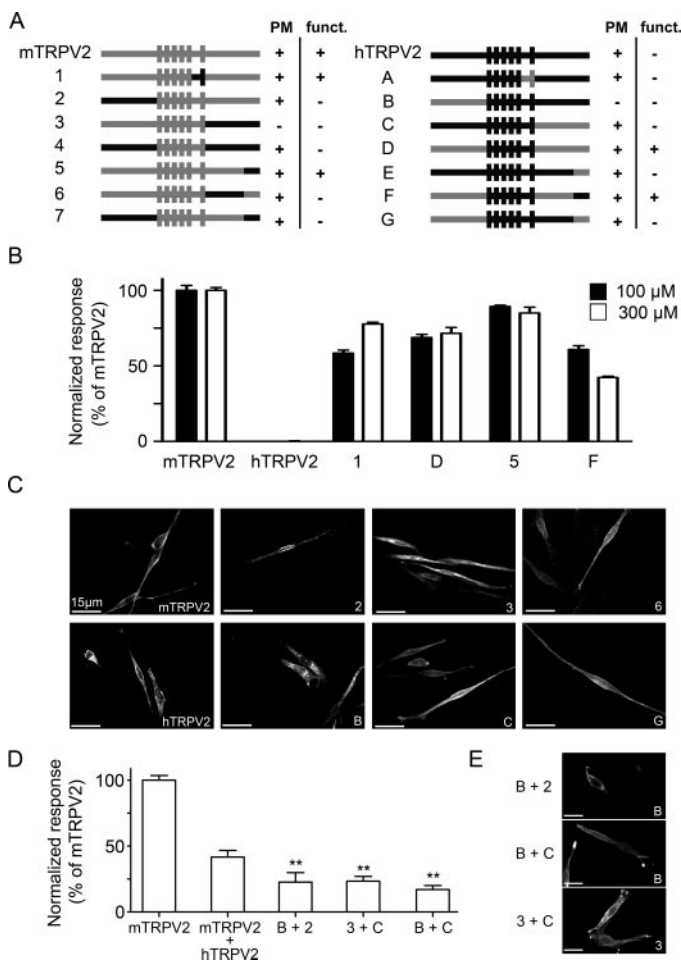 A
PM funct. PM funct.
mTRPV2 + + hTRPV2 + -
1 + + A + -
2 + - B - -
3 - - C + -
4 + - D + +
5 + + E + -
6 + - F + +
7 + - G + -
B
Normalized response
(% of mTRPV2)
100
50
0
100 µM
300 µM
mTRPV2 hTRPV2 1 D 5 F
C
15µm mTRPV2 2 3 6
hTRPV2 B C G
D
Normalized response
(% of mTRPV2)
100
50
25
0
** ** **
mTRPV2 mTRPV2 + hTRPV2 B + 2 3 + C B + C
E
B + 2 B
B + C B
3 + C 3